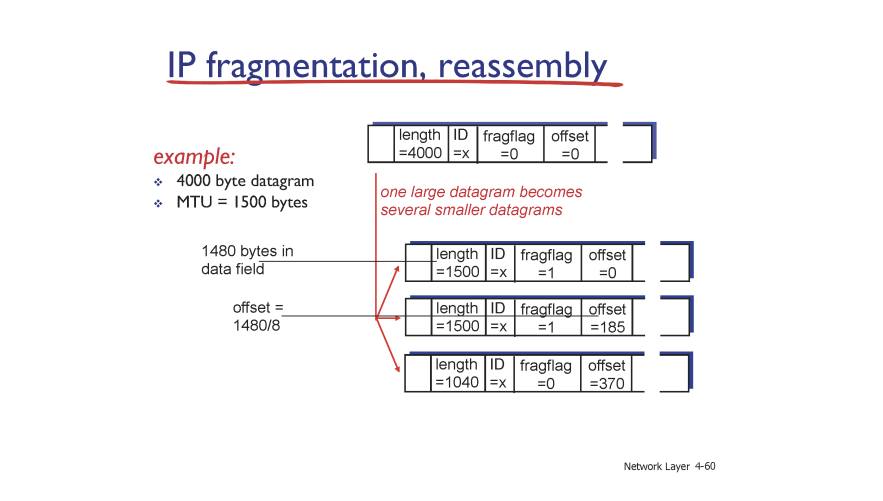 IP fragmentation, reassembly
example:
❖ 4000 byte datagram
❖ MTU = 1500 bytes
length ID fragflag offset
=4000 =x =0 =0
one large datagram becomes
several smaller datagrams
1480 bytes in
data field
offset =
1480/8
length ID fragflag offset
=1500 =x =1 =0
length ID fragflag offset
=1500 =x =1 =185
length ID fragflag offset
=1040 =x =0 =370
Network Layer 4-60